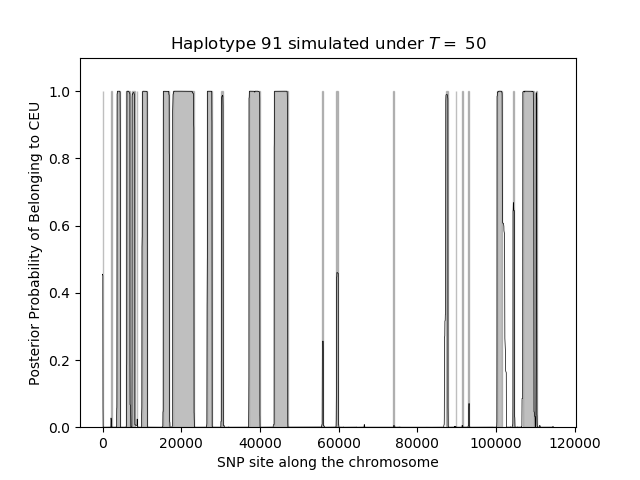 Haplotype 91 simulated under T = 50
Posterior Probability of Belonging to CEU
1.0
0.8
0.6
0.4
0.2
0.0
0 20000 40000 60000 80000 100000 120000
SNP site along the chromosome